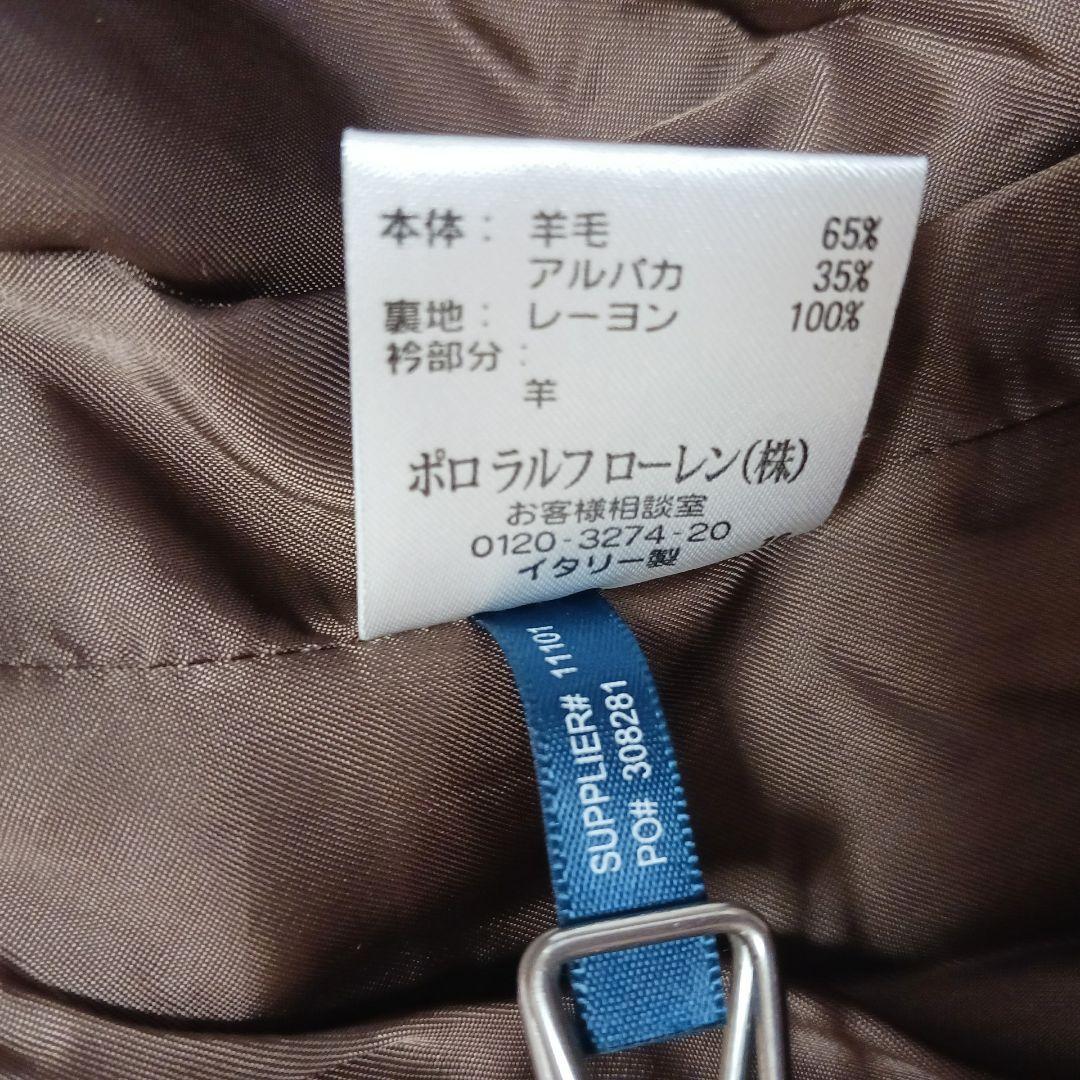 本体： 羊毛 65%
アルパカ 35%
裏地： レーヨン 100%
衿部分：
羊
ポロ ラルフ ローレン(株)
お客様相談室
0120-3274-20
イタリー製
SUPPLIER# 11101
PO# 308281